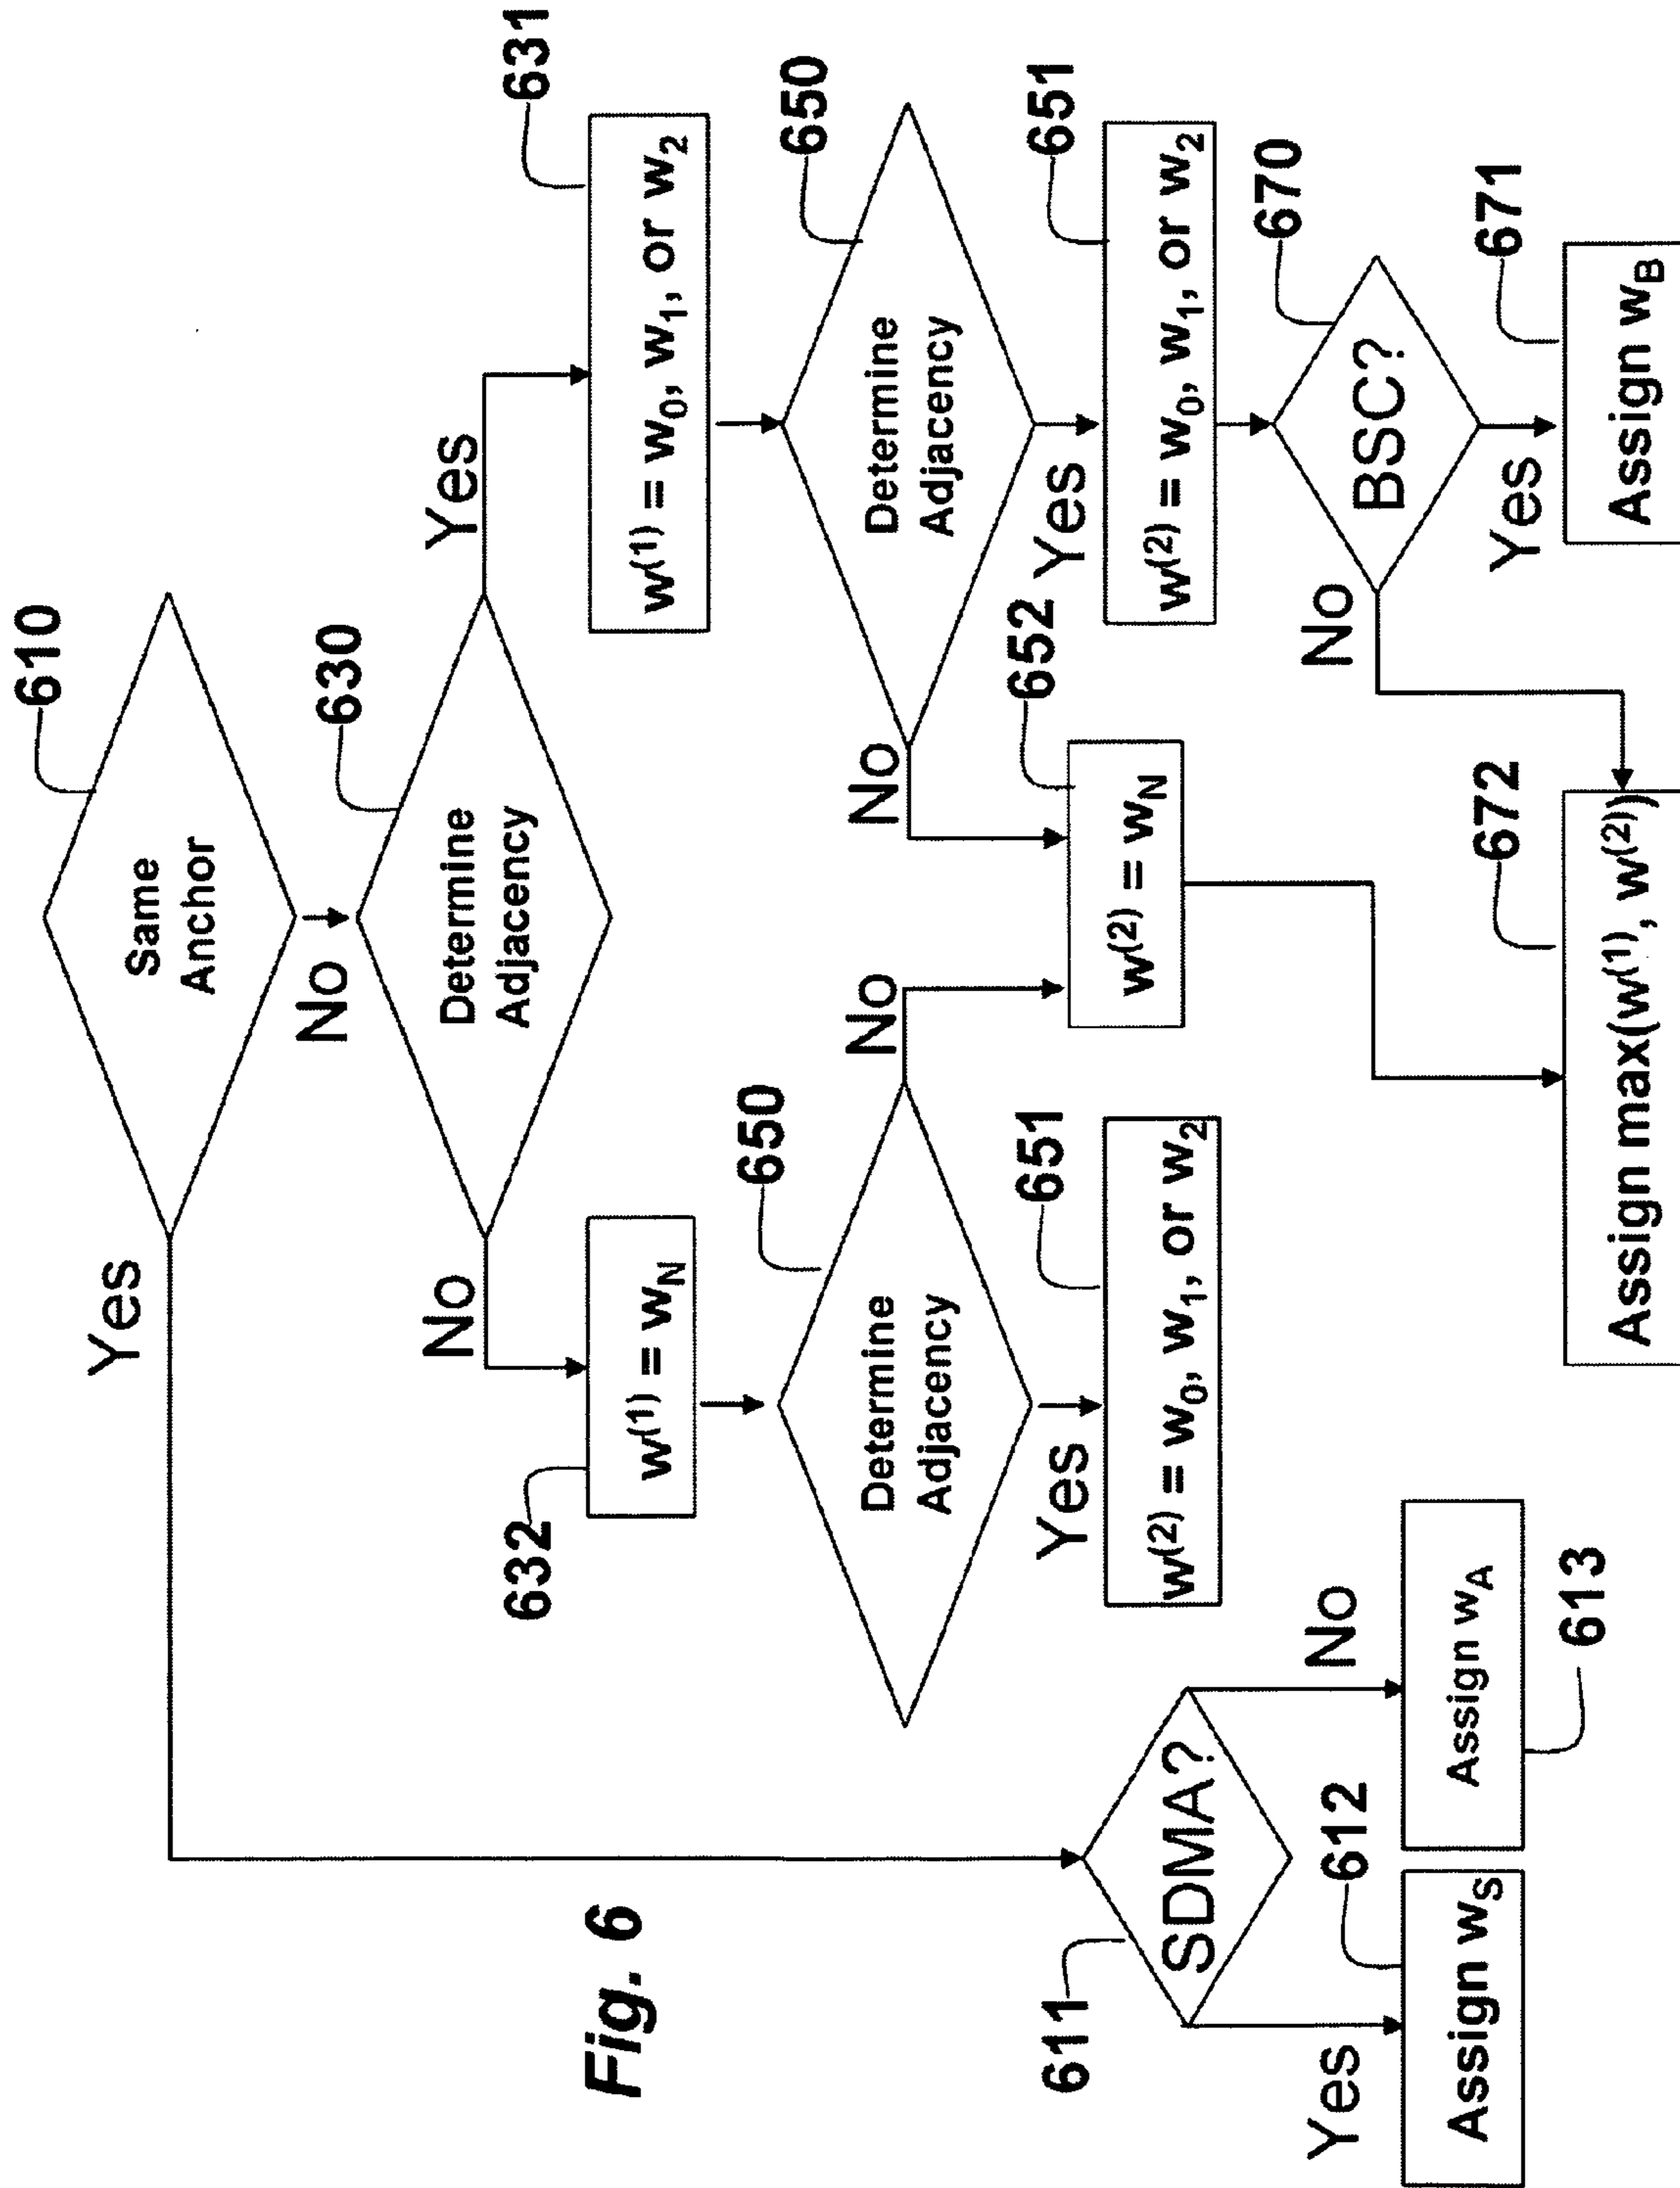 610
Same
Anchor
Yes
No
630
Determine
Adjacency
No
Yes
632
w(1) = wN
631
w(1) = w0, w1, or w2
Fig. 6
650
Determine
Adjacency
No
650
Determine
Adjacency
No
Yes
651
w(2) = w0, w1, or w2
652
w(2) = wN
Yes
651
w(2) = w0, w1, or w2
611
SDMA?
Yes
612
No
Assign wS
Assign wA
613
670
BSC?
No
Yes
672
Assign max(w(1), w(2))
671
Assign wB